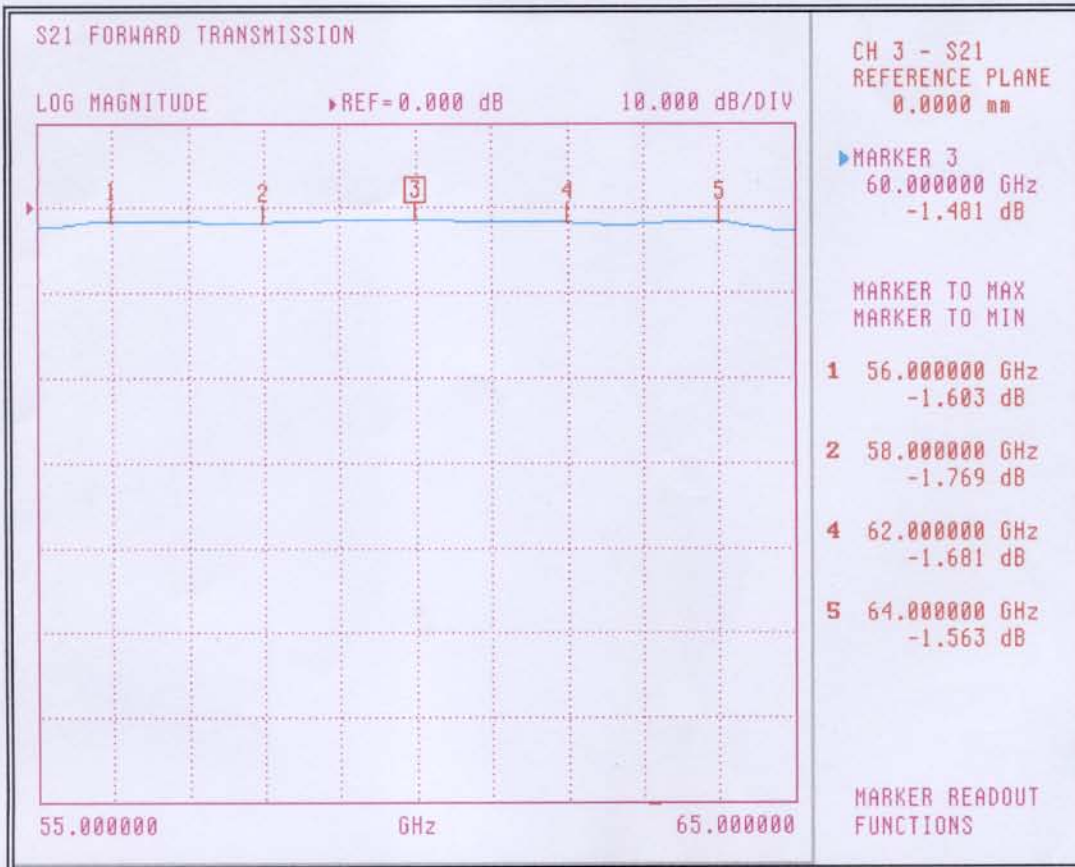 S21 FORWARD TRANSMISSION
LOG MAGNITUDE ▶REF=0.000 dB 10.000 dB/DIV
1 2 3 4 5
55.000000 GHz 65.000000
CH 3 - S21
REFERENCE PLANE
0.0000 mm
▶MARKER 3
60.000000 GHz
-1.481 dB
MARKER TO MAX
MARKER TO MIN
1 56.000000 GHz
-1.603 dB
2 58.000000 GHz
-1.769 dB
4 62.000000 GHz
-1.681 dB
5 64.000000 GHz
-1.563 dB
MARKER READOUT
FUNCTIONS